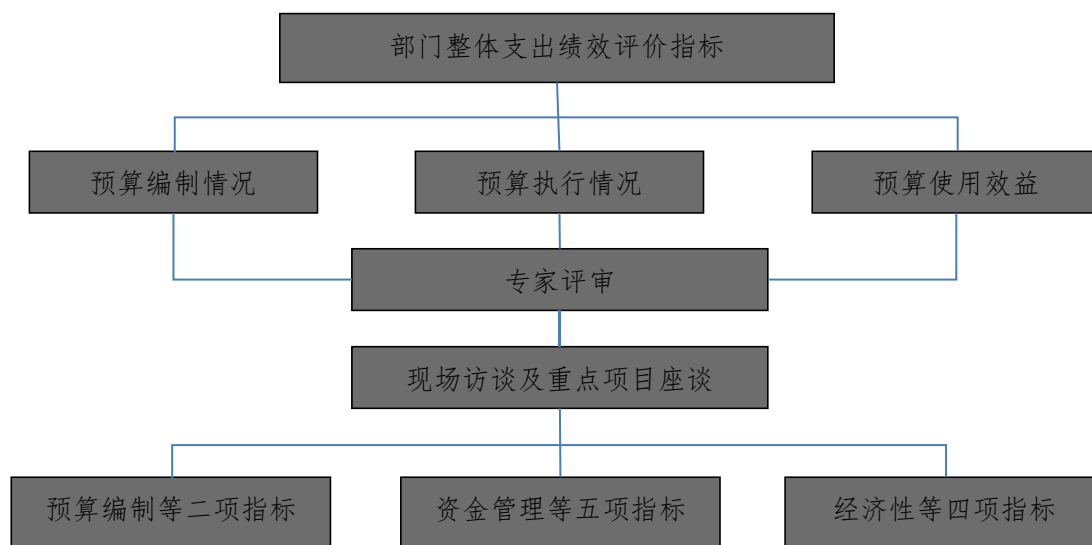 部门整体支出绩效评价指标
预算编制情况
预算执行情况
预算使用效益
专家评审
现场访谈及重点项目座谈
预算编制等二项指标
资金管理等五项指标
经济性等四项指标